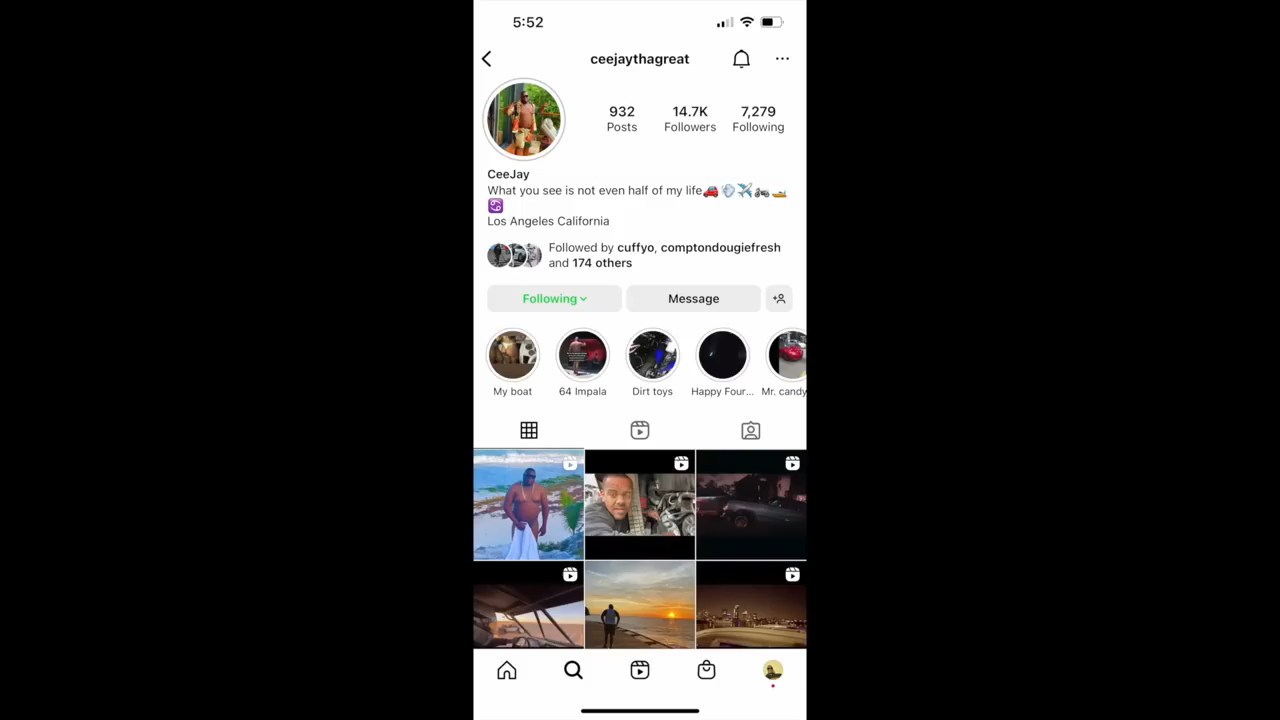 5:52
ceejaythagreat
932
Posts
14.7K
Followers
7,279
Following
CeeJay
What you see is not even half of my life🚗💨✈️🏍🚤
♋
Los Angeles California
Followed by cuffyo, comptondougiefresh
and 174 others
Following
Message
My boat
64 Impala
Dirt toys
Happy Four...
Mr. candy